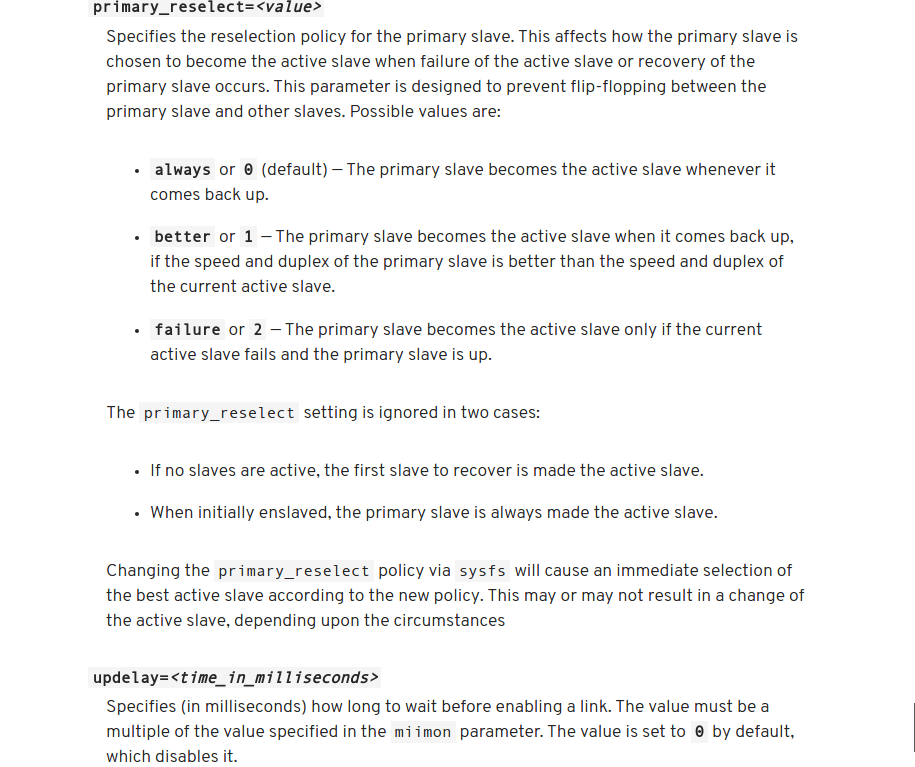 primary_reselect=<value>
Specifies the reselection policy for the primary slave. This affects how the primary slave is
chosen to become the active slave when failure of the active slave or recovery of the
primary slave occurs. This parameter is designed to prevent flip-flopping between the
primary slave and other slaves. Possible values are:
• always or 0 (default) — The primary slave becomes the active slave whenever it
comes back up.
• better or 1 — The primary slave becomes the active slave when it comes back up,
if the speed and duplex of the primary slave is better than the speed and duplex of
the current active slave.
• failure or 2 — The primary slave becomes the active slave only if the current
active slave fails and the primary slave is up.
The primary_reselect setting is ignored in two cases:
• If no slaves are active, the first slave to recover is made the active slave.
• When initially enslaved, the primary slave is always made the active slave.
Changing the primary_reselect policy via sysfs will cause an immediate selection of
the best active slave according to the new policy. This may or may not result in a change of
the active slave, depending upon the circumstances
updelay=<time_in_milliseconds>
Specifies (in milliseconds) how long to wait before enabling a link. The value must be a
multiple of the value specified in the miimon parameter. The value is set to 0 by default,
which disables it.